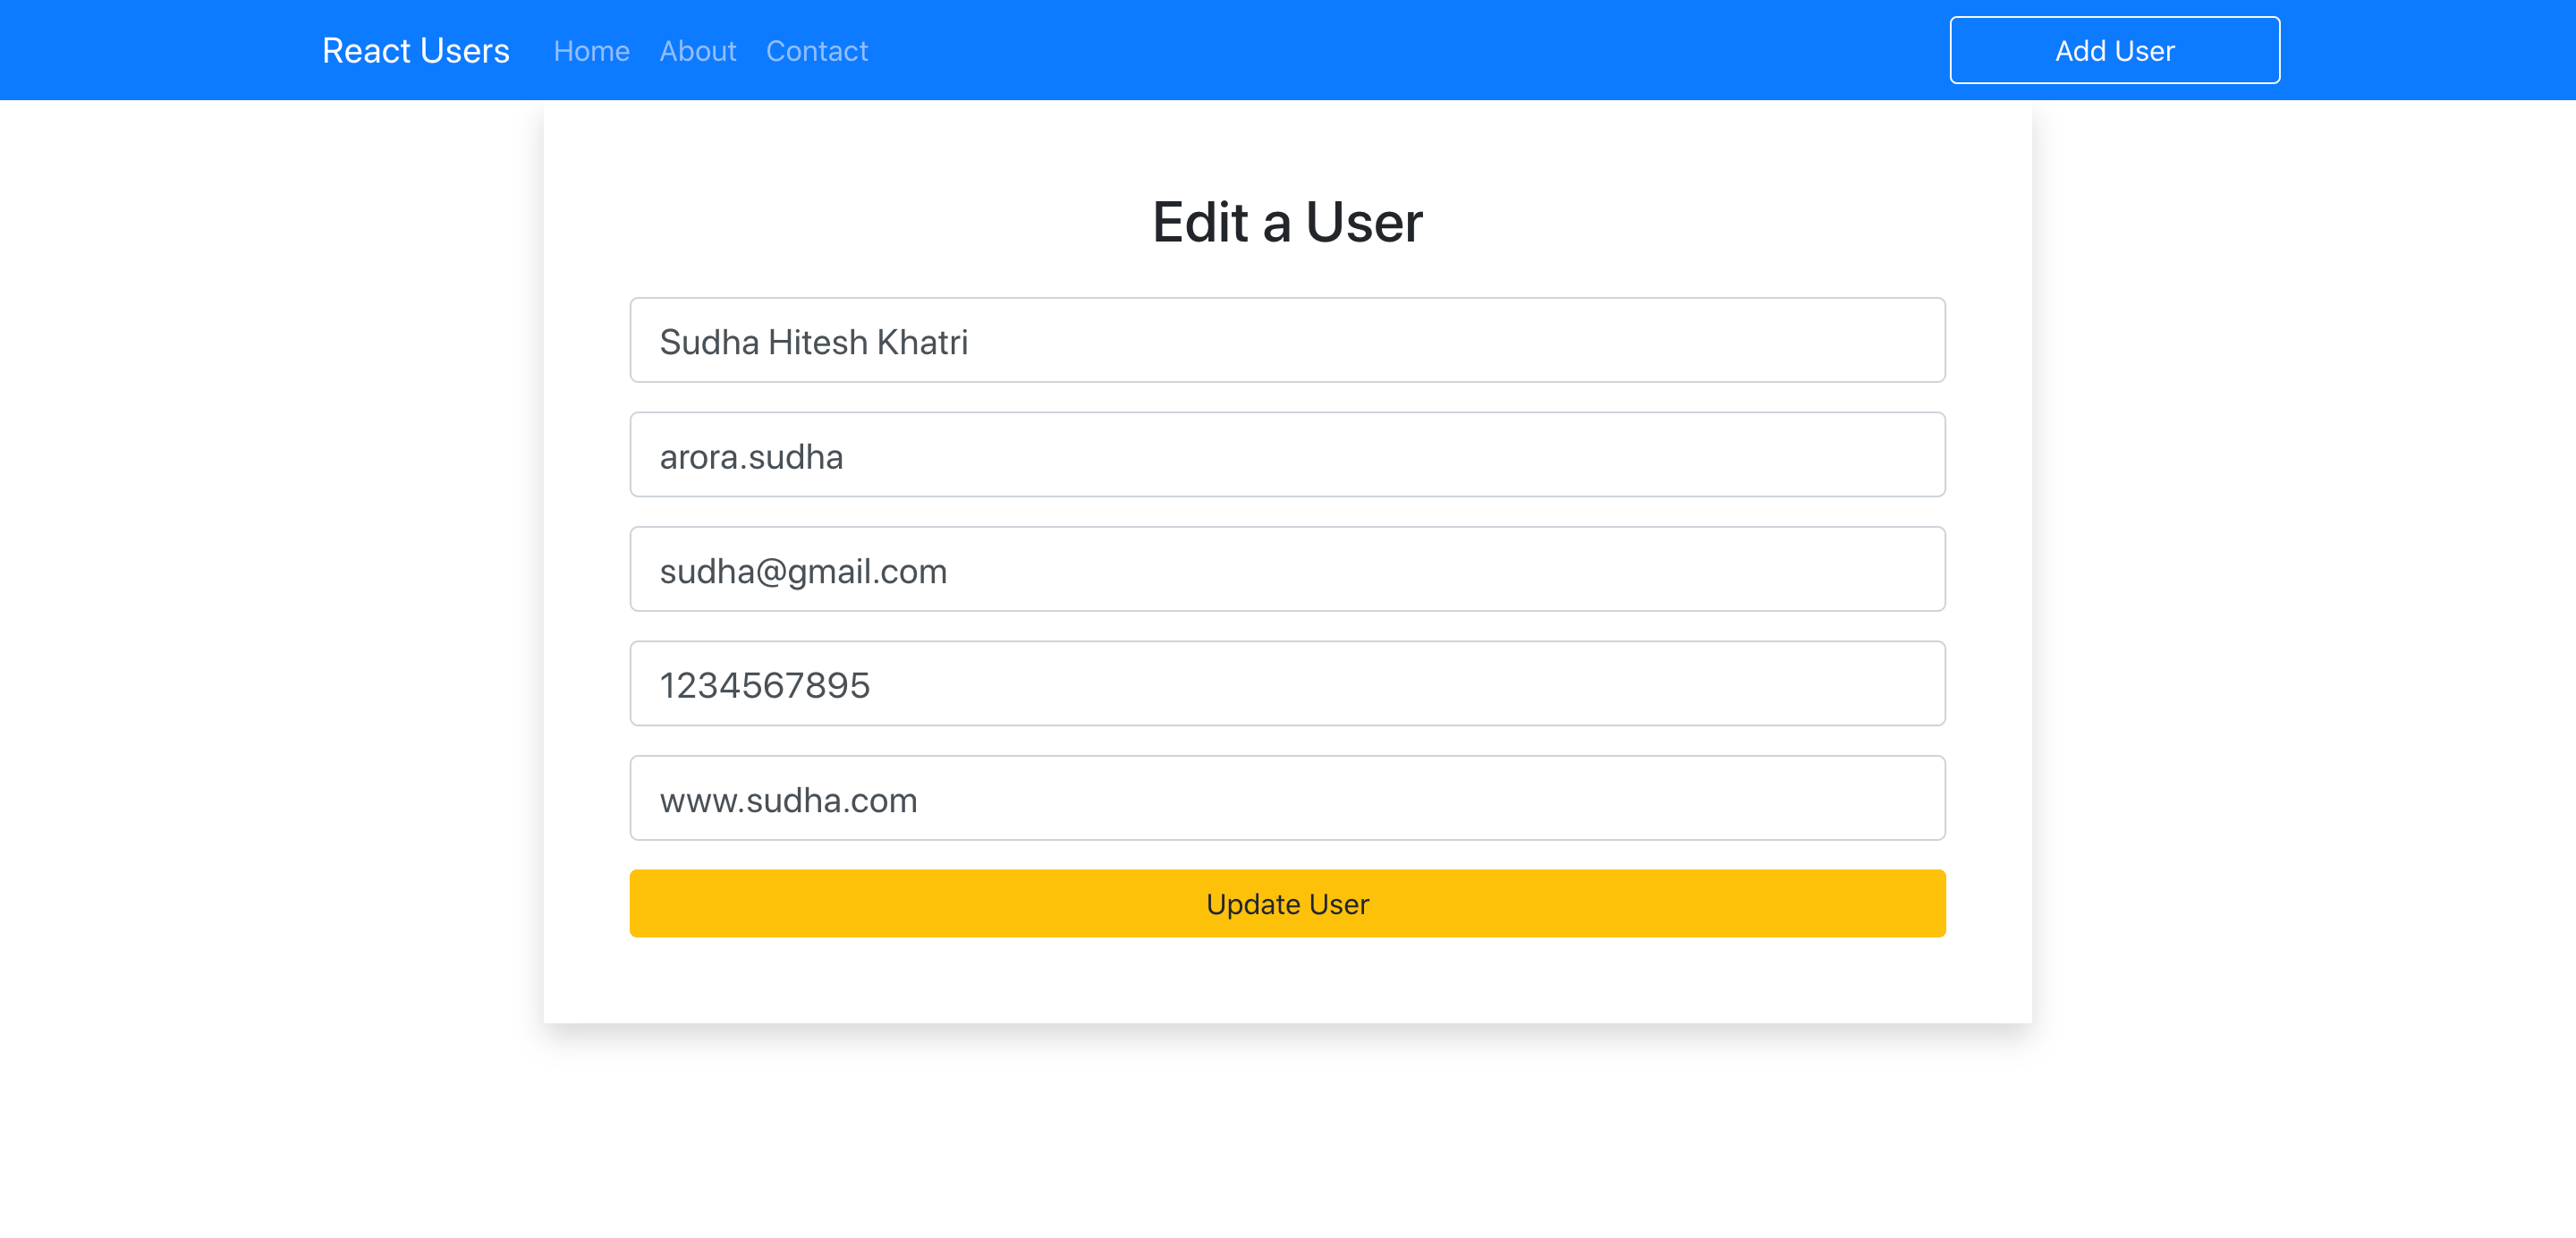 React Users Home About Contact Add User
Edit a User
Sudha Hitesh Khatri
arora.sudha
sudha@gmail.com
1234567895
www.sudha.com
Update User